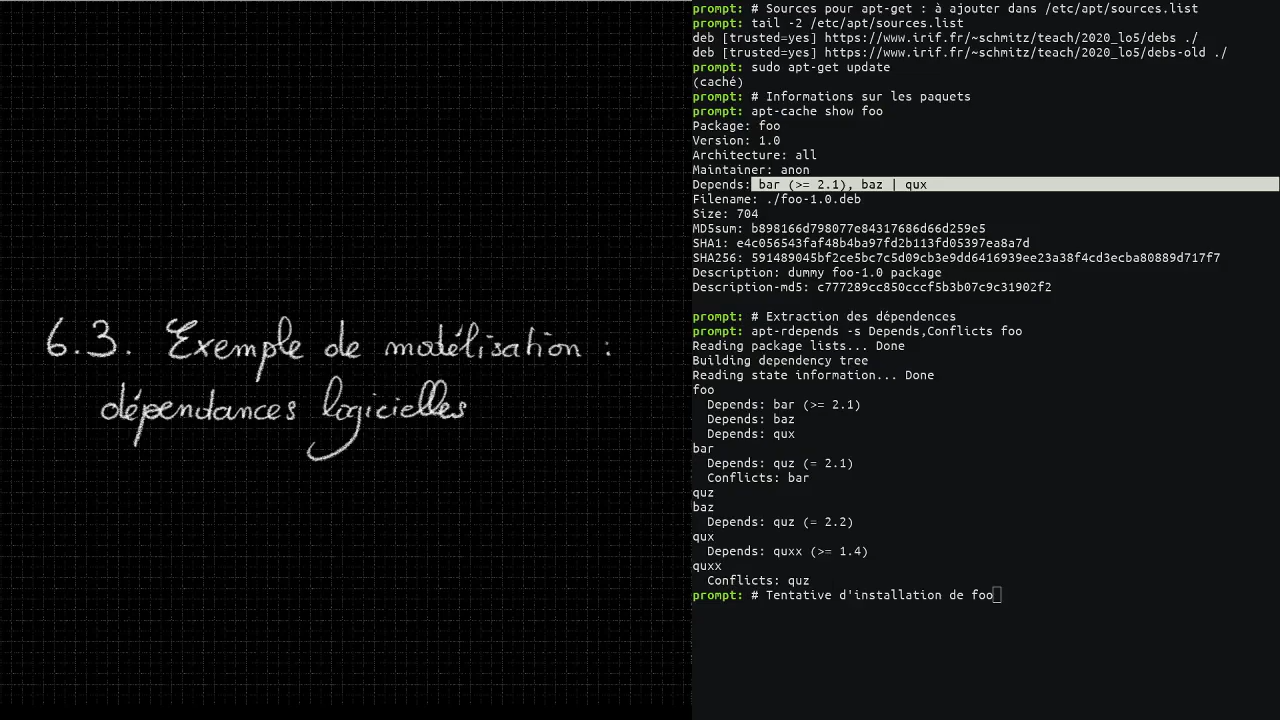 6.3. Exemple de modélisation :
dépendances logicielles
prompt: # Sources pour apt-get : à ajouter dans /etc/apt/sources.list
prompt: tail -2 /etc/apt/sources.list
deb [trusted=yes] https://www.irif.fr/~schmitz/teach/2020_lo5/debs ./
deb [trusted=yes] https://www.irif.fr/~schmitz/teach/2020_lo5/debs-old ./
prompt: sudo apt-get update
(caché)
prompt: # Informations sur les paquets
prompt: apt-cache show foo
Package: foo
Version: 1.0
Architecture: all
Maintainer: anon
Depends: bar (>= 2.1), baz | qux
Filename: ./foo-1.0.deb
Size: 704
MD5sum: b898166d798077e84317686d66d259e5
SHA1: e4c056543faf48b4ba97fd2b113fd05397ea8a7d
SHA256: 591489045bf2ce5bc7c5d09cb3e9dd6416939ee23a38f4cd3ecba80889d717f7
Description: dummy foo-1.0 package
Description-md5: c777289cc850cccf5b3b07c9c31902f2
prompt: # Extraction des dépendences
prompt: apt-rdepends -s Depends,Conflicts foo
Reading package lists... Done
Building dependency tree
Reading state information... Done
foo
Depends: bar (>= 2.1)
Depends: baz
Depends: qux
bar
Depends: quz (= 2.1)
Conflicts: bar
quz
baz
Depends: quz (= 2.2)
qux
Depends: quxx (>= 1.4)
quxx
Conflicts: quz
prompt: # Tentative d'installation de foo